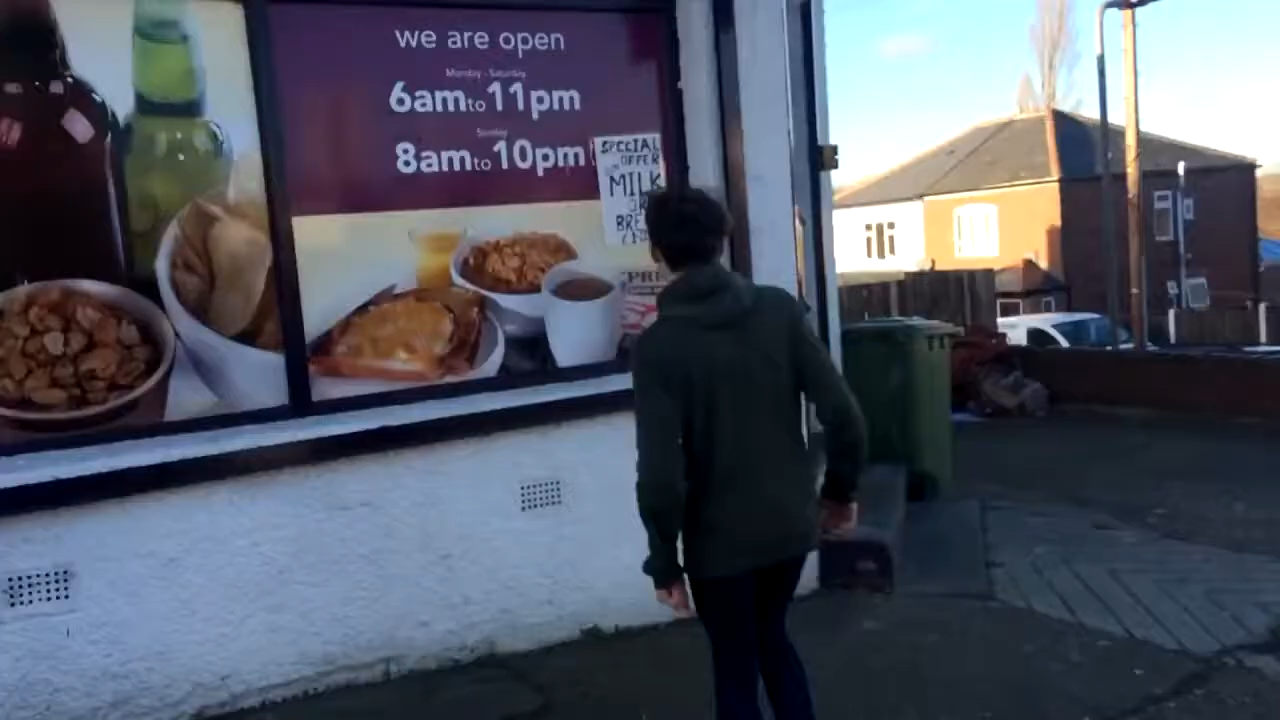 we are open
Monday - Saturday
6am to 11pm
Sunday
8am to 10pm
SPECIAL
OFFER
MILK